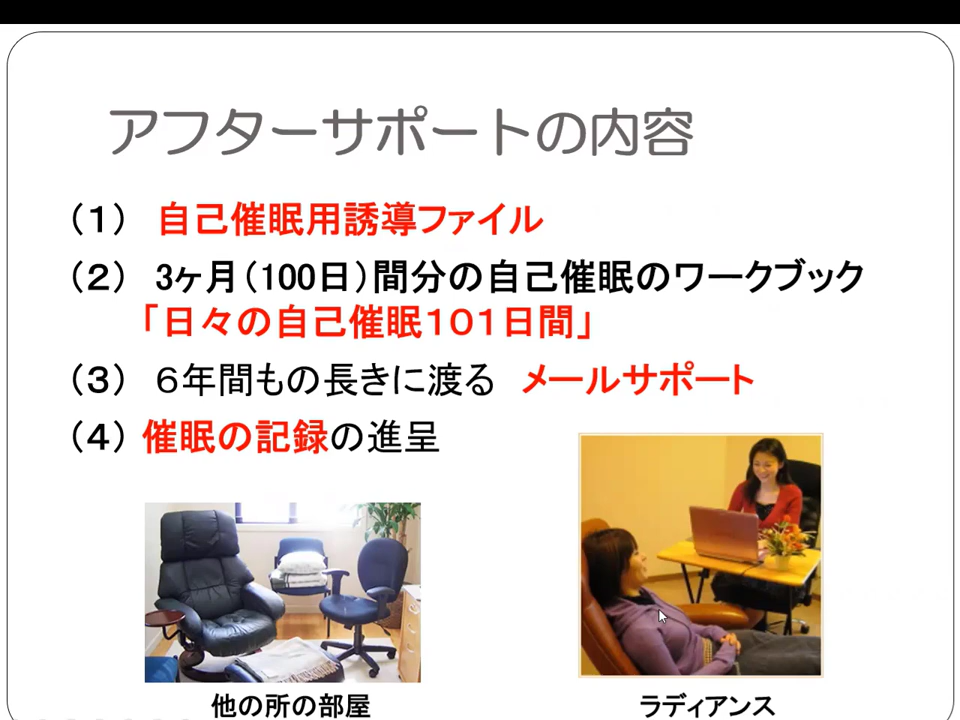 アフターサポートの内容
（１） 自己催眠用誘導ファイル
（２） 3ヶ月（100日）間分の自己催眠のワークブック
「日々の自己催眠１０１日間」
（３） ６年間もの長きに渡る メールサポート
（４） 催眠の記録の進呈
他の所の部屋
ラディアンス